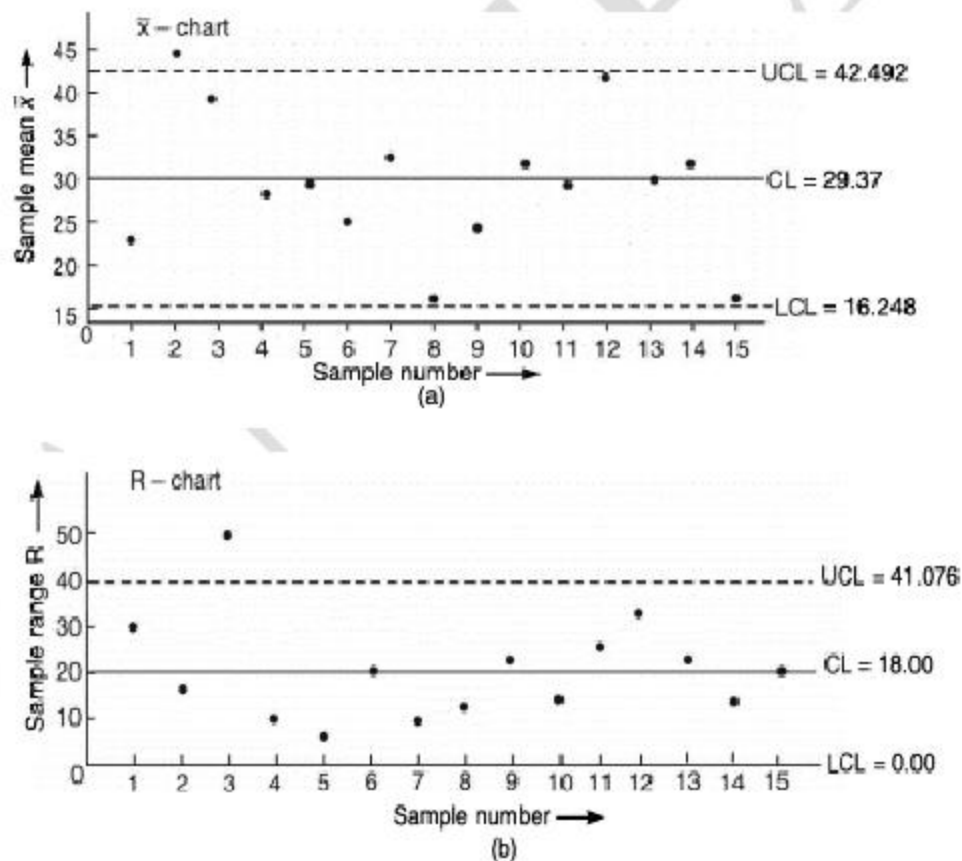 x̄ – chart
Sample mean x̄
45
40
35
30
25
20
15
0
UCL = 42.492
CL = 29.37
LCL = 16.248
1 2 3 4 5 6 7 8 9 10 11 12 13 14 15
Sample number
(a)
R – chart
Sample range R
50
40
30
20
10
0
UCL = 41.076
CL = 18.00
LCL = 0.00
1 2 3 4 5 6 7 8 9 10 11 12 13 14 15
Sample number
(b)